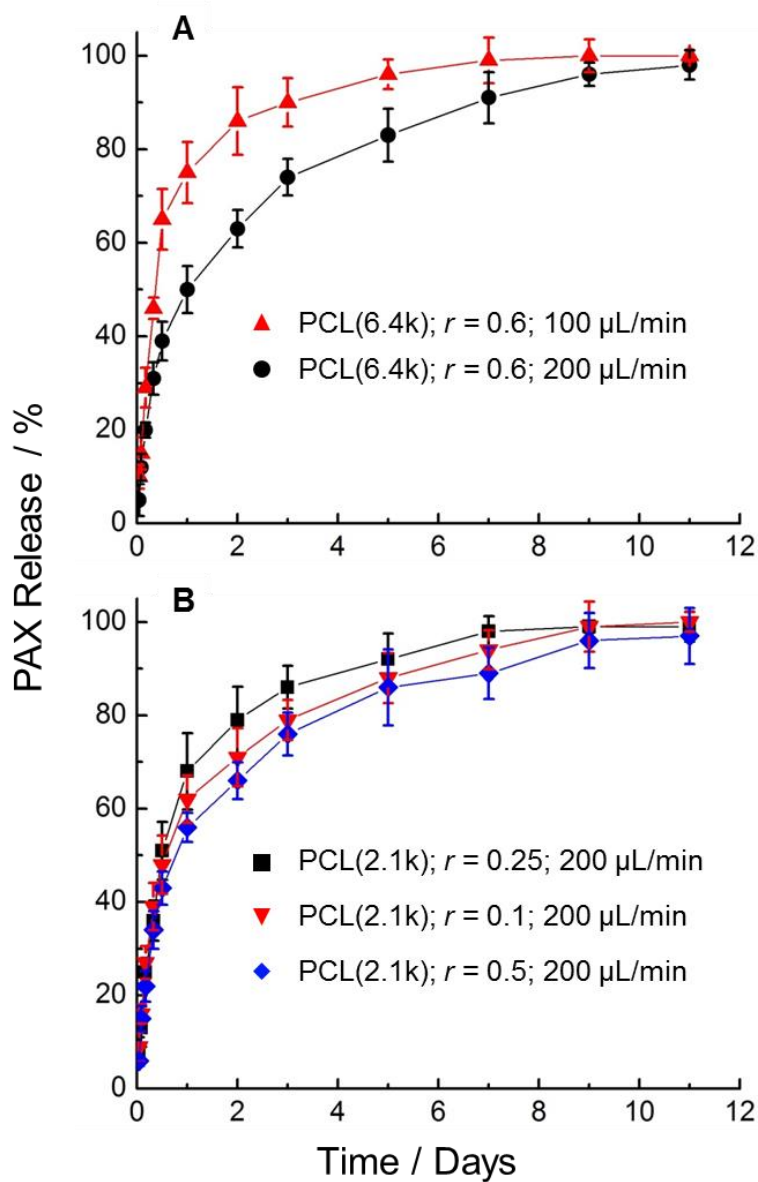 A
100
80
60
40
20
0
PCL(6.4k); r = 0.6; 100 µL/min
PCL(6.4k); r = 0.6; 200 µL/min
0 2 4 6 8 10 12
PAX Release / %
B
100
80
60
40
20
0
PCL(2.1k); r = 0.25; 200 µL/min
PCL(2.1k); r = 0.1; 200 µL/min
PCL(2.1k); r = 0.5; 200 µL/min
0 2 4 6 8 10 12
Time / Days